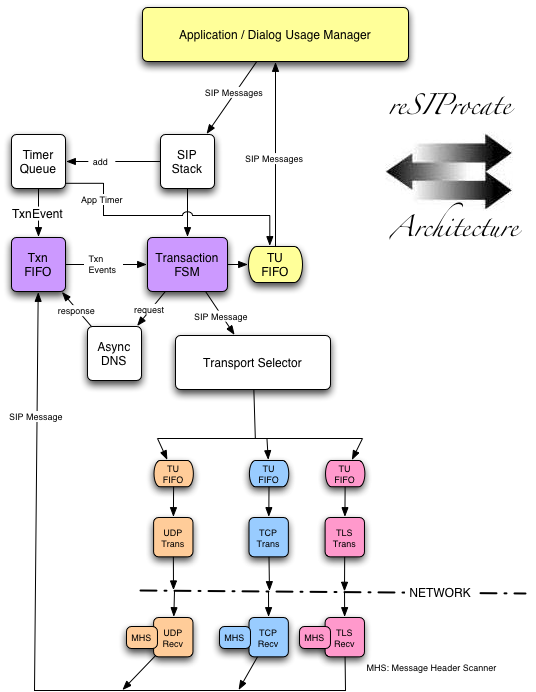 Application / Dialog Usage Manager
SIP Messages
reSIProcate
Timer
Queue
add
SIP
Stack
SIP Messages
App Timer
TxnEvent
Architecture
Txn
FIFO
Txn
Events
Transaction
FSM
TU
FIFO
response
request
SIP Message
Async
DNS
Transport Selector
SIP Message
TU
FIFO
TU
FIFO
TU
FIFO
UDP
Trans
TCP
Trans
TLS
Trans
NETWORK
MHS
UDP
Recv
MHS
TCP
Recv
MHS
TLS
Recv
MHS: Message Header Scanner